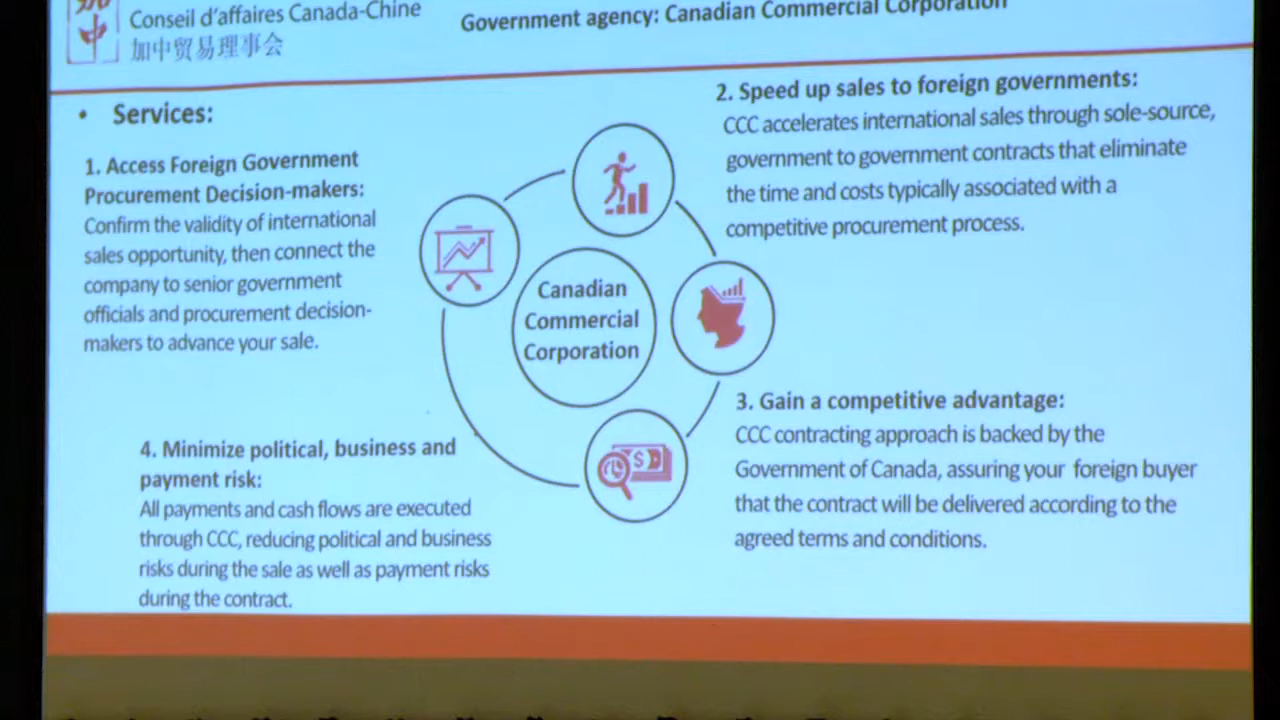 Conseil d'affaires Canada-Chine
加中贸易理事会
Government agency: Canadian Commercial Corporation
• Services:
1. Access Foreign Government
Procurement Decision-makers:
Confirm the validity of international
sales opportunity, then connect the
company to senior government
officials and procurement decision-
makers to advance your sale.
2. Speed up sales to foreign governments:
CCC accelerates international sales through sole-source,
government to government contracts that eliminate
the time and costs typically associated with a
competitive procurement process.
Canadian
Commercial
Corporation
3. Gain a competitive advantage:
CCC contracting approach is backed by the
Government of Canada, assuring your foreign buyer
that the contract will be delivered according to the
agreed terms and conditions.
4. Minimize political, business and
payment risk:
All payments and cash flows are executed
through CCC, reducing political and business
risks during the sale as well as payment risks
during the contract.